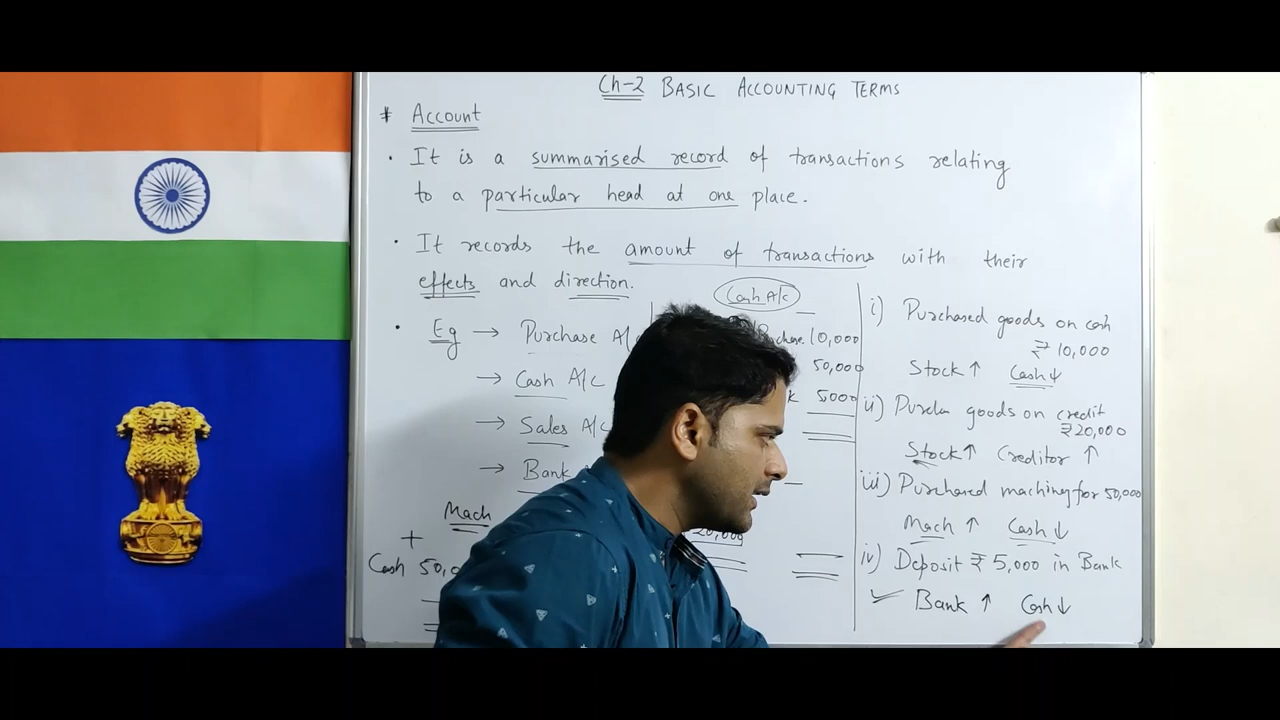 Ch-2 BASIC ACCOUNTING TERMS
* Account
· It is a summarised record of transactions relating
to a particular head at one place.
· It records the amount of transactions with their
effects and direction.
· Eg → Purchase A/c
→ Cash A/c
→ Sales A/c
→ Bank
Mach
+
Cash 50,0
Cash A/c
10,000
50,000
5000
20,000
i) Purchased goods on cash
₹ 10,000
Stock ↑ Cash ↓
ii) goods on credit
₹20,000
Stock ↑ Creditor ↑
iii) Purchased machine for 50,000
Mach ↑ Cash ↓
iv) Deposit ₹ 5,000 in Bank
✓ Bank ↑ Cash ↓